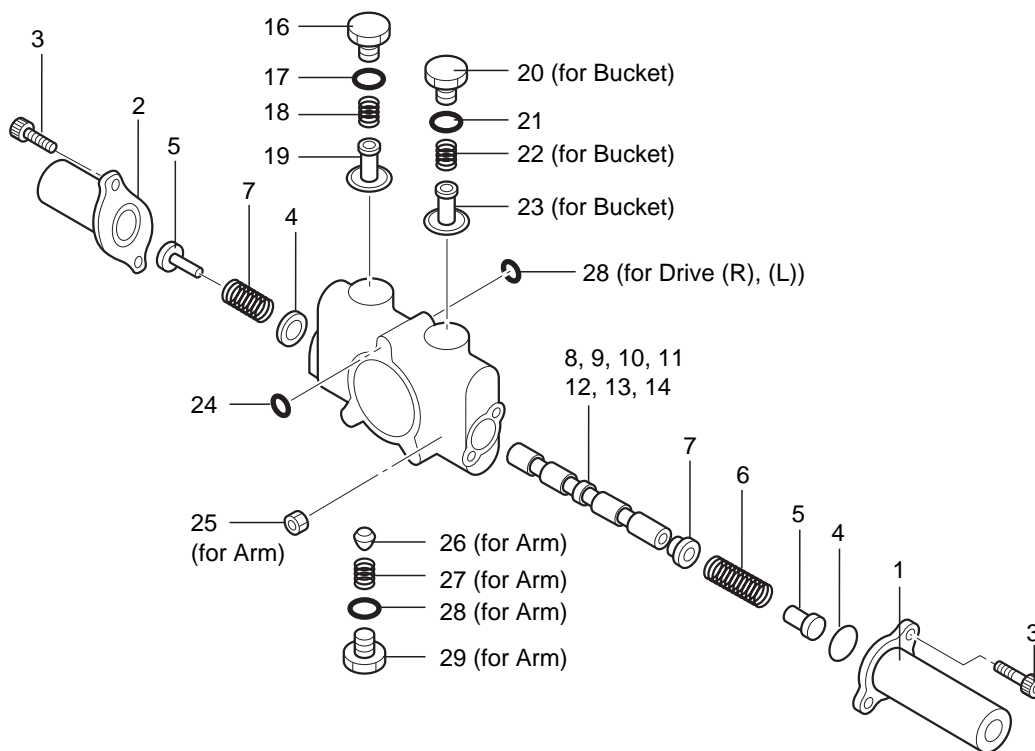 16
3
17
20 (for Bucket)
2
18
21
5
19
22 (for Bucket)
7
23 (for Bucket)
4
28 (for Drive (R), (L))
8, 9, 10, 11
12, 13, 14
24
7
6
5
4
25
(for Arm)
26 (for Arm)
27 (for Arm)
1
28 (for Arm)
3
29 (for Arm)